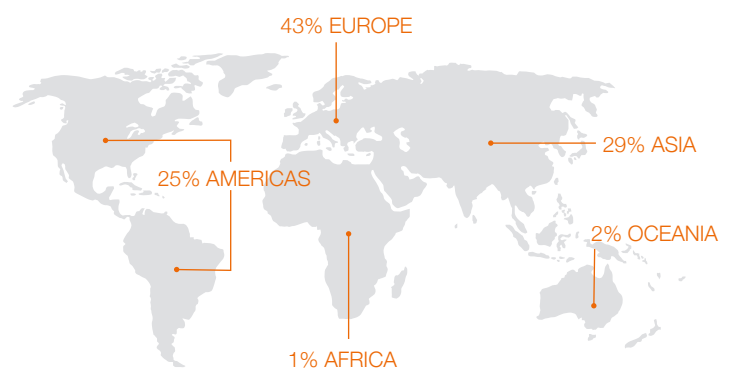 43% EUROPE
29% ASIA
25% AMERICAS
2% OCEANIA
1% AFRICA